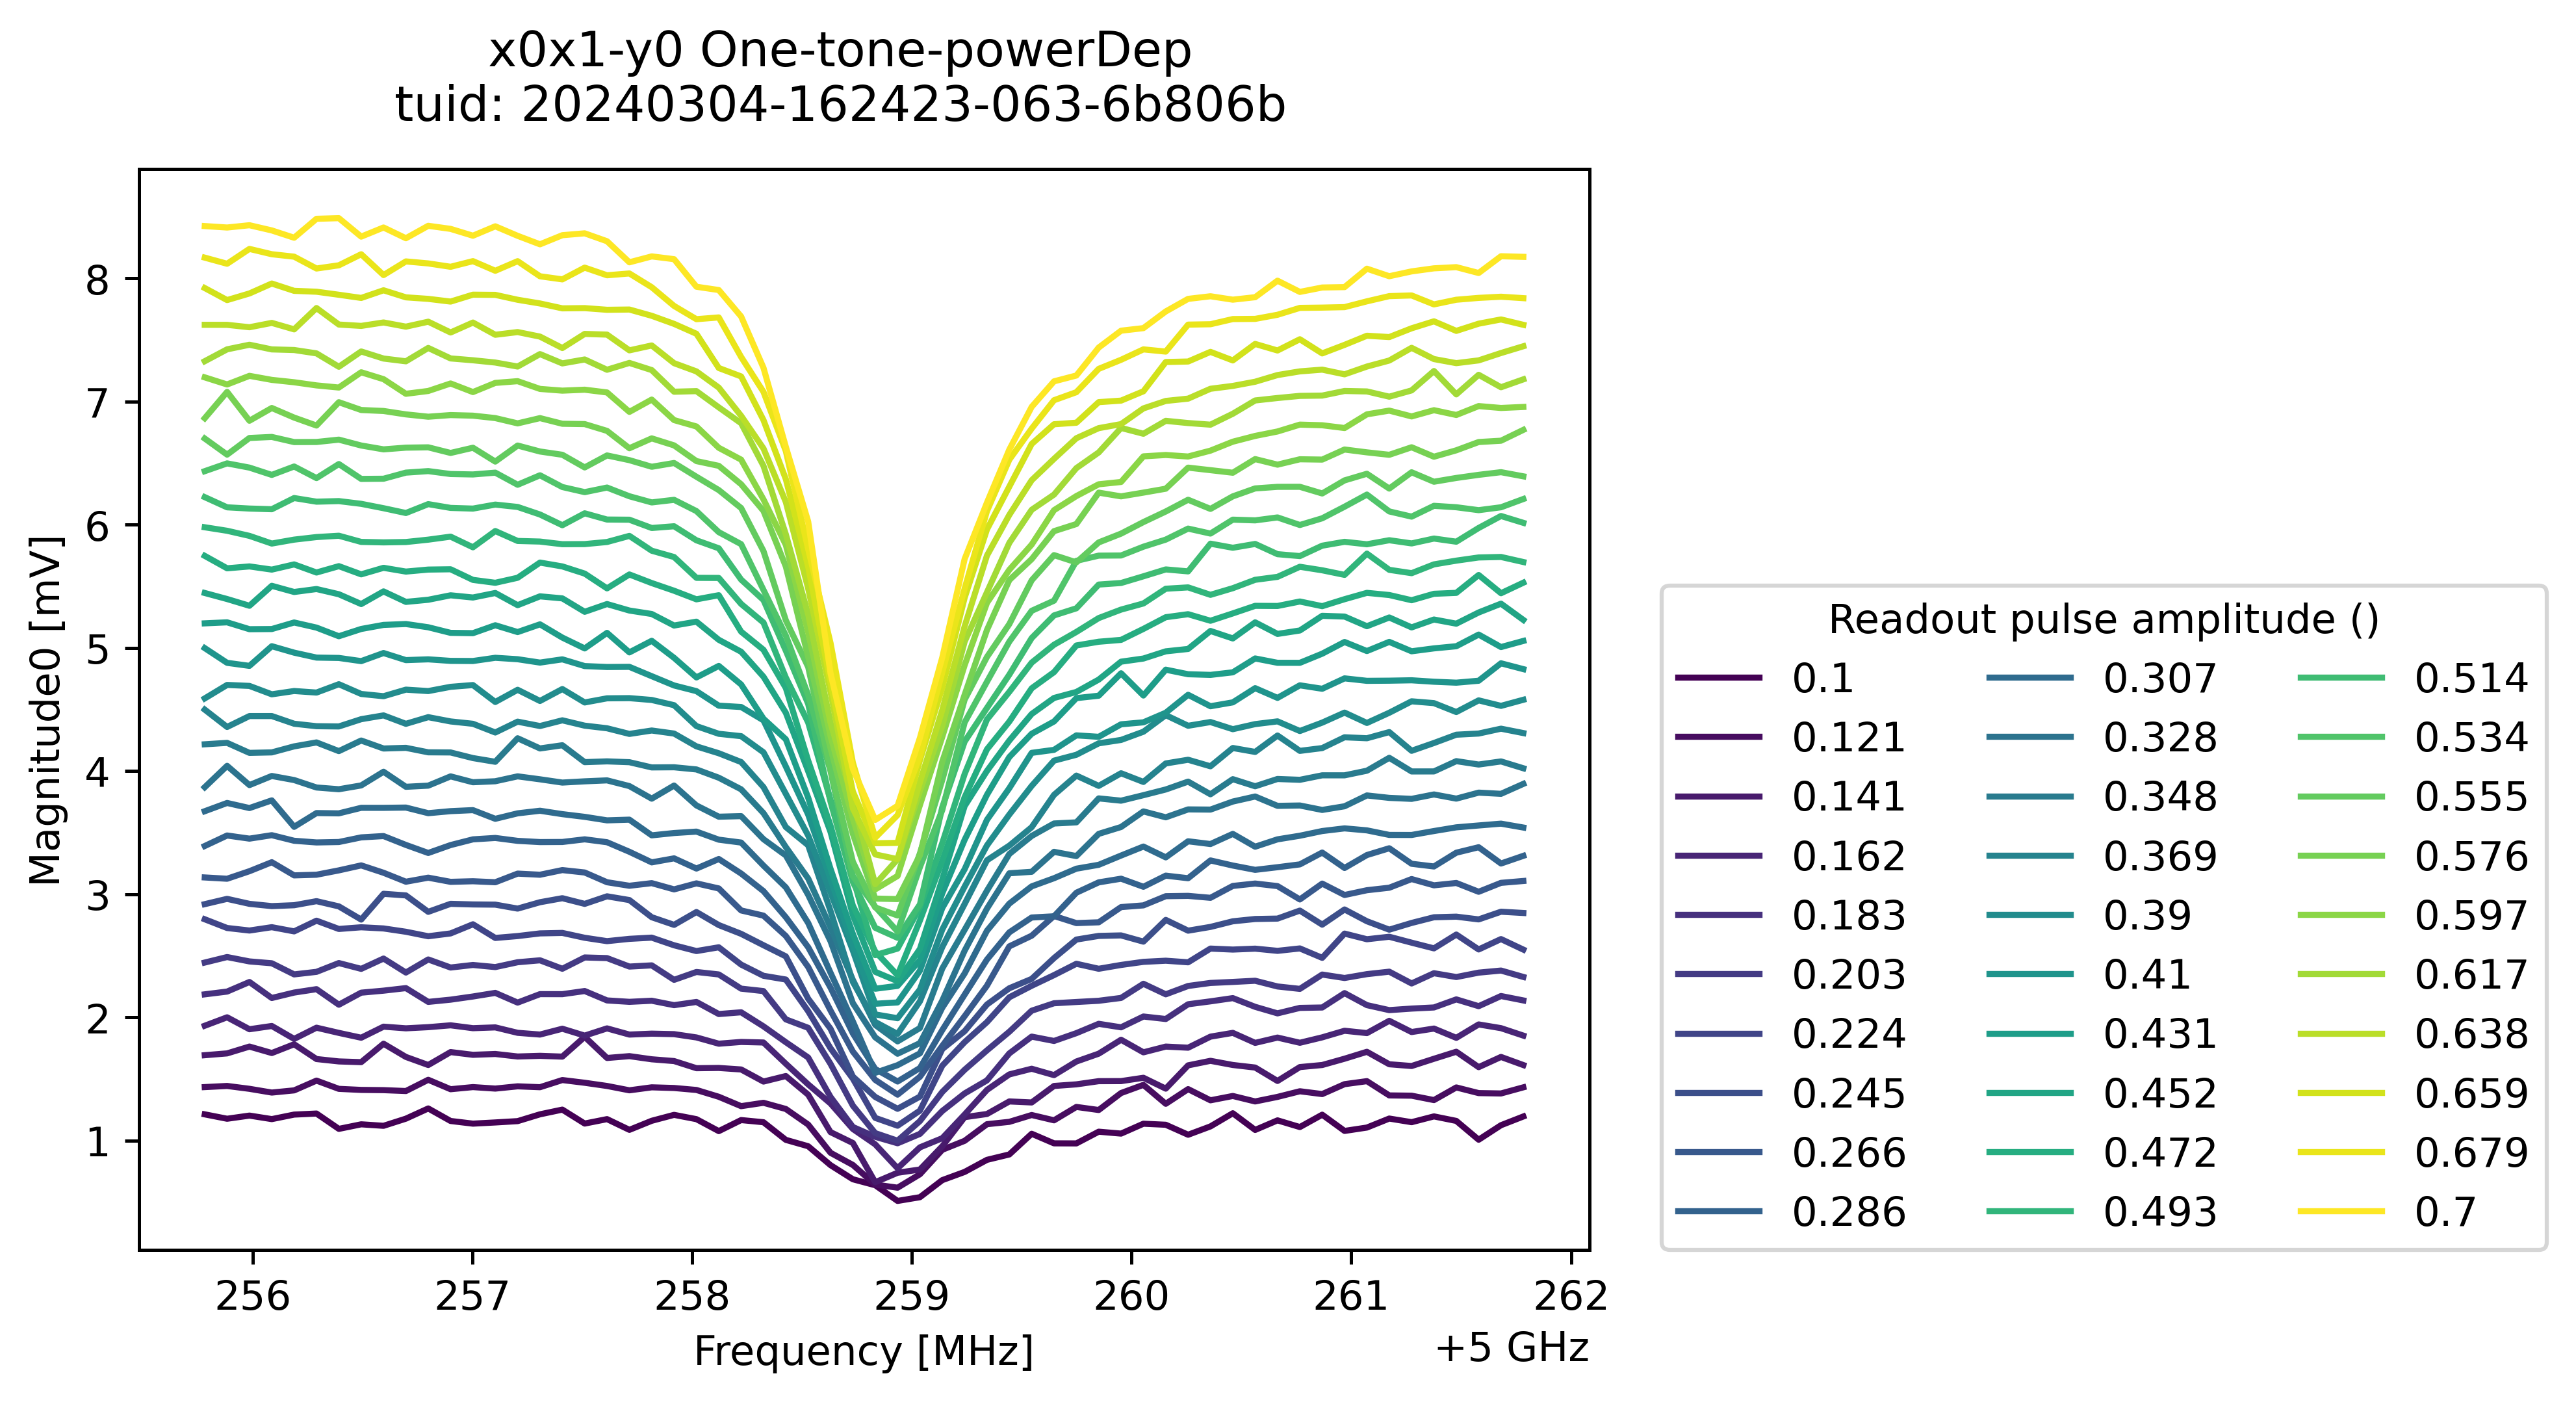 x0x1-y0 One-tone-powerDep
tuid: 20240304-162423-063-6b806b
Magnitude0 [mV]
8
7
6
5
4
3
2
1
256 257 258 259 260 261 262
Frequency [MHz]
+5 GHz
Readout pulse amplitude ()
0.1 0.307 0.514
0.121 0.328 0.534
0.141 0.348 0.555
0.162 0.369 0.576
0.183 0.39 0.597
0.203 0.41 0.617
0.224 0.431 0.638
0.245 0.452 0.659
0.266 0.472 0.679
0.286 0.493 0.7